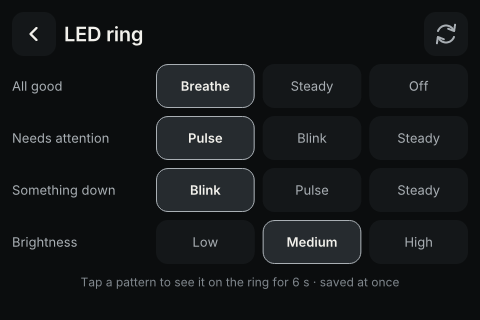 LED ring
All good Breathe Steady Off
Needs attention Pulse Blink Steady
Something down Blink Pulse Steady
Brightness Low Medium High
Tap a pattern to see it on the ring for 6 s · saved at once